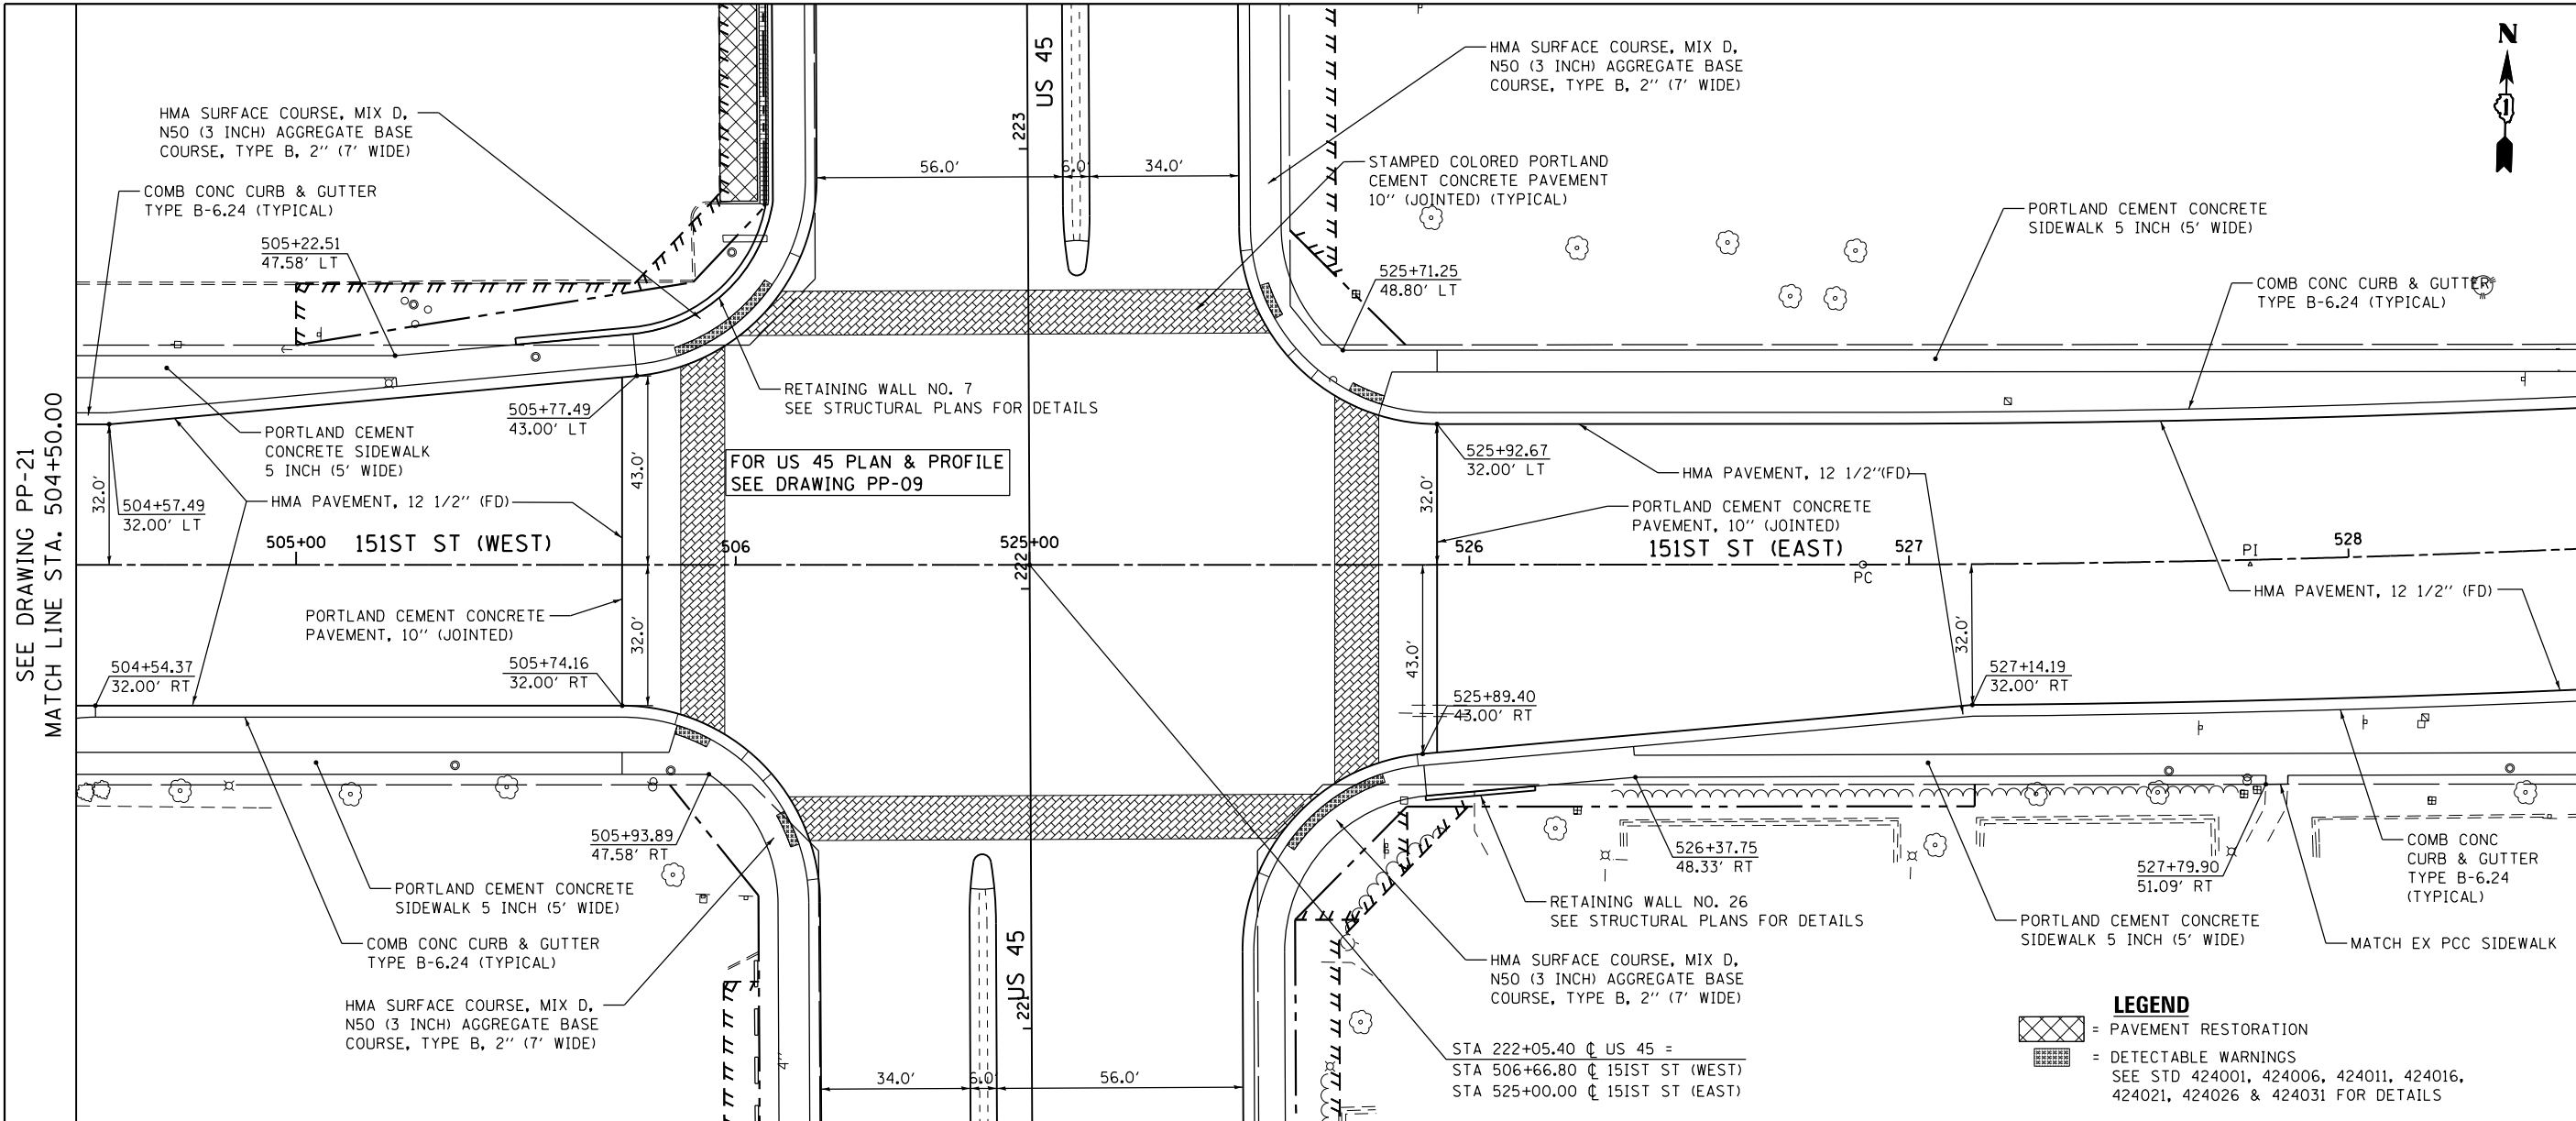 SEE DRAWING PP-21
MATCH LINE STA. 504+50.00
HMA SURFACE COURSE, MIX D,
N50 (3 INCH) AGGREGATE BASE
COURSE, TYPE B, 2'' (7' WIDE)
COMB CONC CURB & GUTTER
TYPE B-6.24 (TYPICAL)
505+22.51
47.58' LT
223
US 45
56.0'
6.0'
34.0'
HMA SURFACE COURSE, MIX D,
N50 (3 INCH) AGGREGATE BASE
COURSE, TYPE B, 2'' (7' WIDE)
STAMPED COLORED PORTLAND
CEMENT CONCRETE PAVEMENT
10'' (JOINTED) (TYPICAL)
525+71.25
48.80' LT
PORTLAND CEMENT CONCRETE
SIDEWALK 5 INCH (5' WIDE)
COMB CONC CURB & GUTTER
TYPE B-6.24 (TYPICAL)
N
1
RETAINING WALL NO. 7
SEE STRUCTURAL PLANS FOR DETAILS
505+77.49
43.00' LT
PORTLAND CEMENT
CONCRETE SIDEWALK
5 INCH (5' WIDE)
32.0'
504+57.49
32.00' LT
HMA PAVEMENT, 12 1/2'' (FD)
43.0'
FOR US 45 PLAN & PROFILE
SEE DRAWING PP-09
525+92.67
32.00' LT
32.0'
HMA PAVEMENT, 12 1/2''(FD)
PORTLAND CEMENT CONCRETE
PAVEMENT, 10'' (JOINTED)
505+00
151ST ST (WEST)
506
525+00
222
526
151ST ST (EAST)
PC
527
PI
528
HMA PAVEMENT, 12 1/2'' (FD)
PORTLAND CEMENT CONCRETE
PAVEMENT, 10'' (JOINTED)
32.0'
504+54.37
32.00' RT
505+74.16
32.00' RT
43.0'
525+89.40
43.00' RT
32.0'
527+14.19
32.00' RT
505+93.89
47.58' RT
526+37.75
48.33' RT
527+79.90
51.09' RT
COMB CONC
CURB & GUTTER
TYPE B-6.24
(TYPICAL)
PORTLAND CEMENT CONCRETE
SIDEWALK 5 INCH (5' WIDE)
RETAINING WALL NO. 26
SEE STRUCTURAL PLANS FOR DETAILS
PORTLAND CEMENT CONCRETE
SIDEWALK 5 INCH (5' WIDE)
MATCH EX PCC SIDEWALK
COMB CONC CURB & GUTTER
TYPE B-6.24 (TYPICAL)
US 45
221
HMA SURFACE COURSE, MIX D,
N50 (3 INCH) AGGREGATE BASE
COURSE, TYPE B, 2'' (7' WIDE)
HMA SURFACE COURSE, MIX D,
N50 (3 INCH) AGGREGATE BASE
COURSE, TYPE B, 2'' (7' WIDE)
4''
34.0'
6.0'
56.0'
STA 222+05.40 ℄ US 45 =
STA 506+66.80 ℄ 151ST ST (WEST)
STA 525+00.00 ℄ 151ST ST (EAST)
LEGEND
= PAVEMENT RESTORATION
= DETECTABLE WARNINGS
SEE STD 424001, 424006, 424011, 424016,
424021, 424026 & 424031 FOR DETAILS